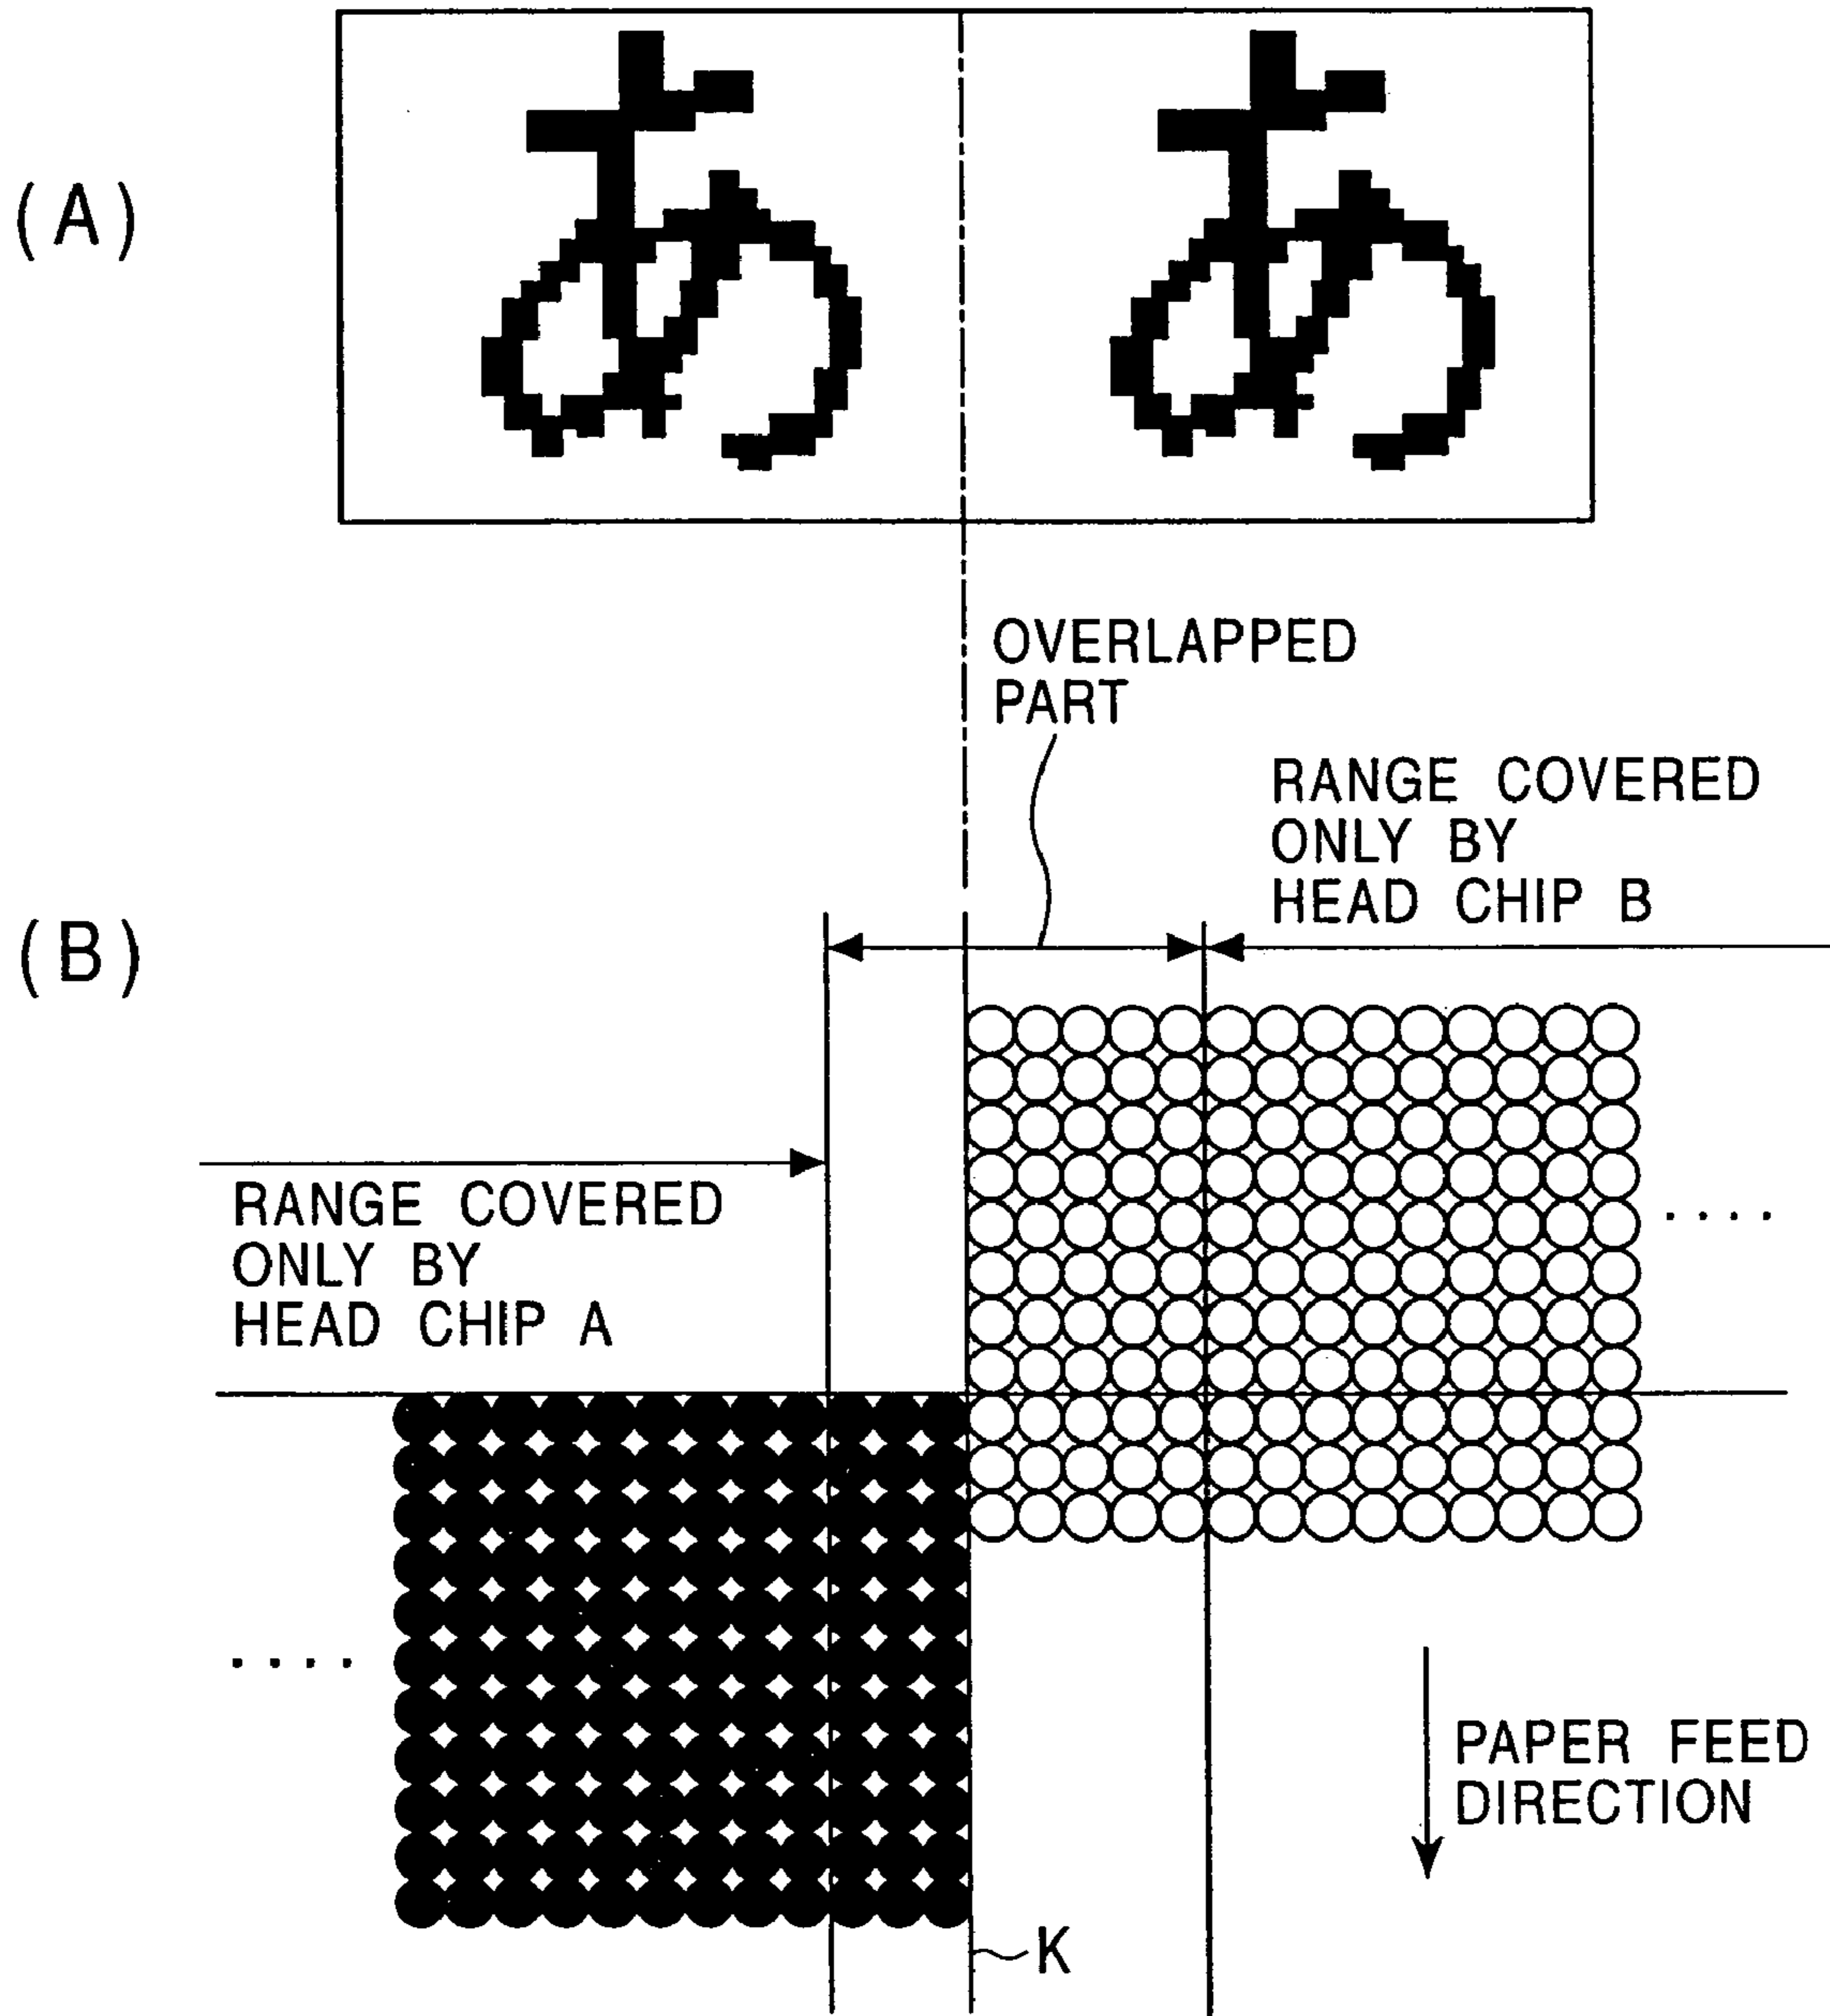 (A)
あ あ
OVERLAPPED
PART
RANGE COVERED
ONLY BY
HEAD CHIP B
(B)
RANGE COVERED
ONLY BY
HEAD CHIP A
....
....
PAPER FEED
DIRECTION
K